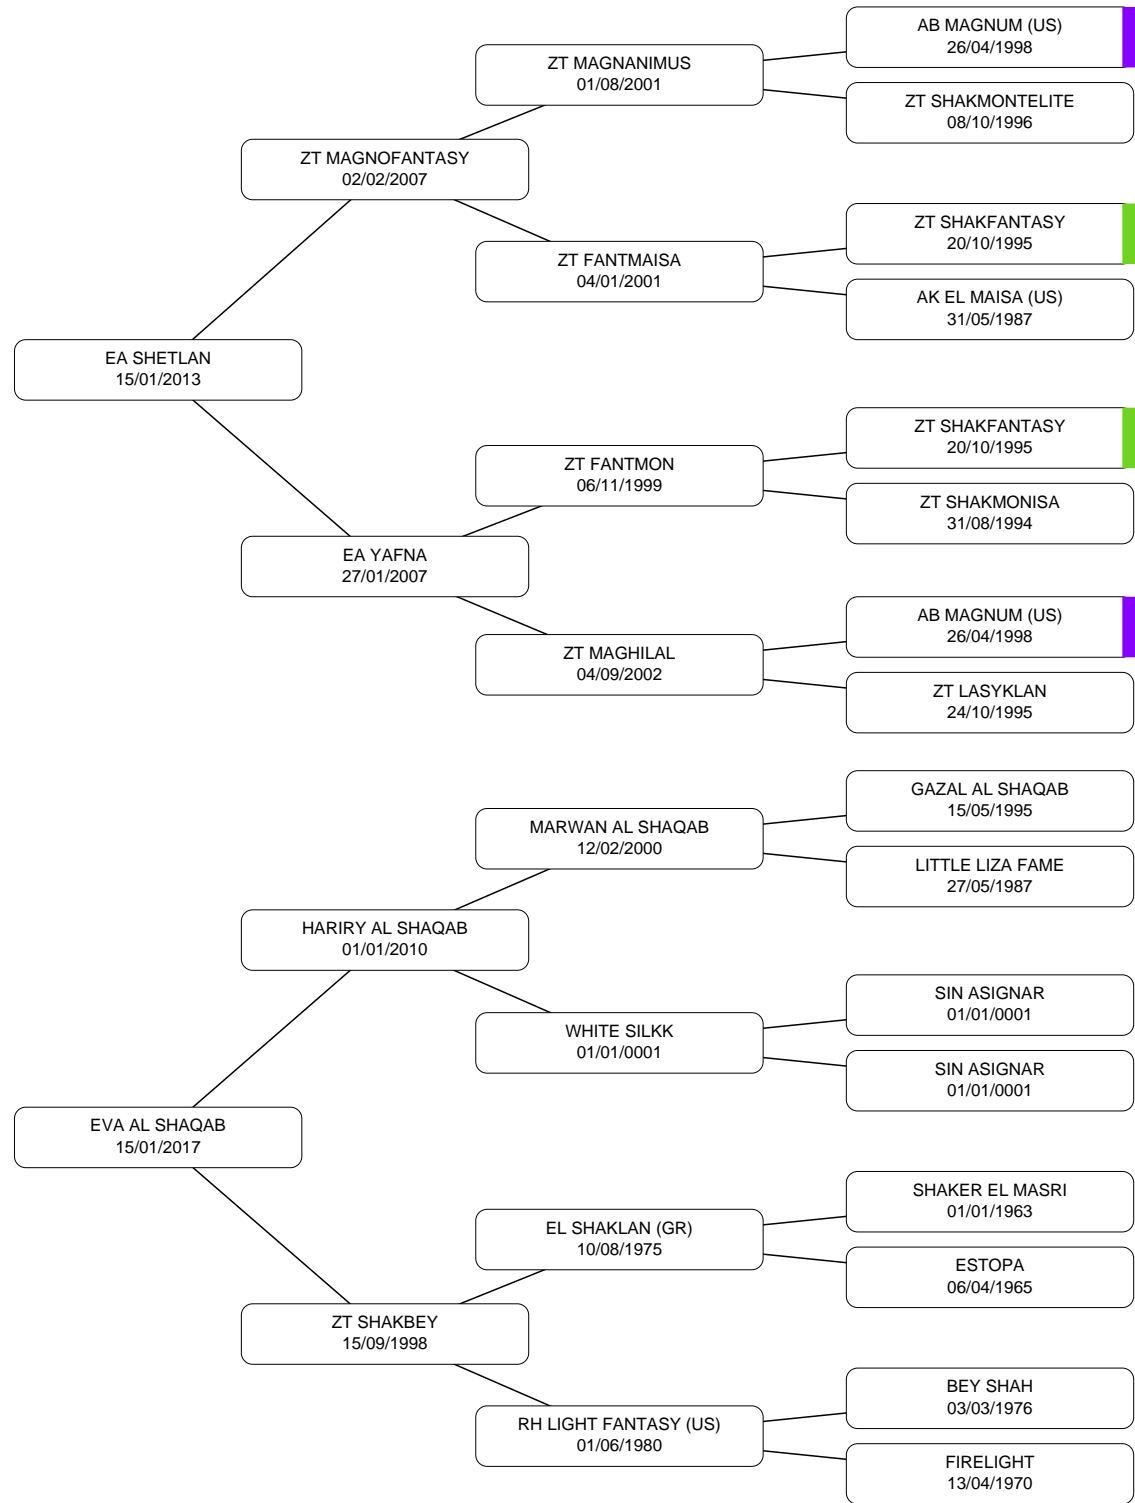 AB MAGNUM (US)
26/04/1998
ZT MAGNANIMUS
01/08/2001
ZT SHAKMONTELITE
08/10/1996
ZT MAGNOFANTASY
02/02/2007
ZT SHAKFANTASY
20/10/1995
ZT FANTMAISA
04/01/2001
AK EL MAISA (US)
31/05/1987
EA SHETLAN
15/01/2013
ZT SHAKFANTASY
20/10/1995
ZT FANTMON
06/11/1999
ZT SHAKMONISA
31/08/1994
EA YAFNA
27/01/2007
AB MAGNUM (US)
26/04/1998
ZT MAGHILAL
04/09/2002
ZT LASYKLAN
24/10/1995
GAZAL AL SHAQAB
15/05/1995
MARWAN AL SHAQAB
12/02/2000
LITTLE LIZA FAME
27/05/1987
HARIRY AL SHAQAB
01/01/2010
SIN ASIGNAR
01/01/0001
WHITE SILKK
01/01/0001
SIN ASIGNAR
01/01/0001
EVA AL SHAQAB
15/01/2017
SHAKER EL MASRI
01/01/1963
EL SHAKLAN (GR)
10/08/1975
ESTOPA
06/04/1965
ZT SHAKBEY
15/09/1998
BEY SHAH
03/03/1976
RH LIGHT FANTASY (US)
01/06/1980
FIRELIGHT
13/04/1970